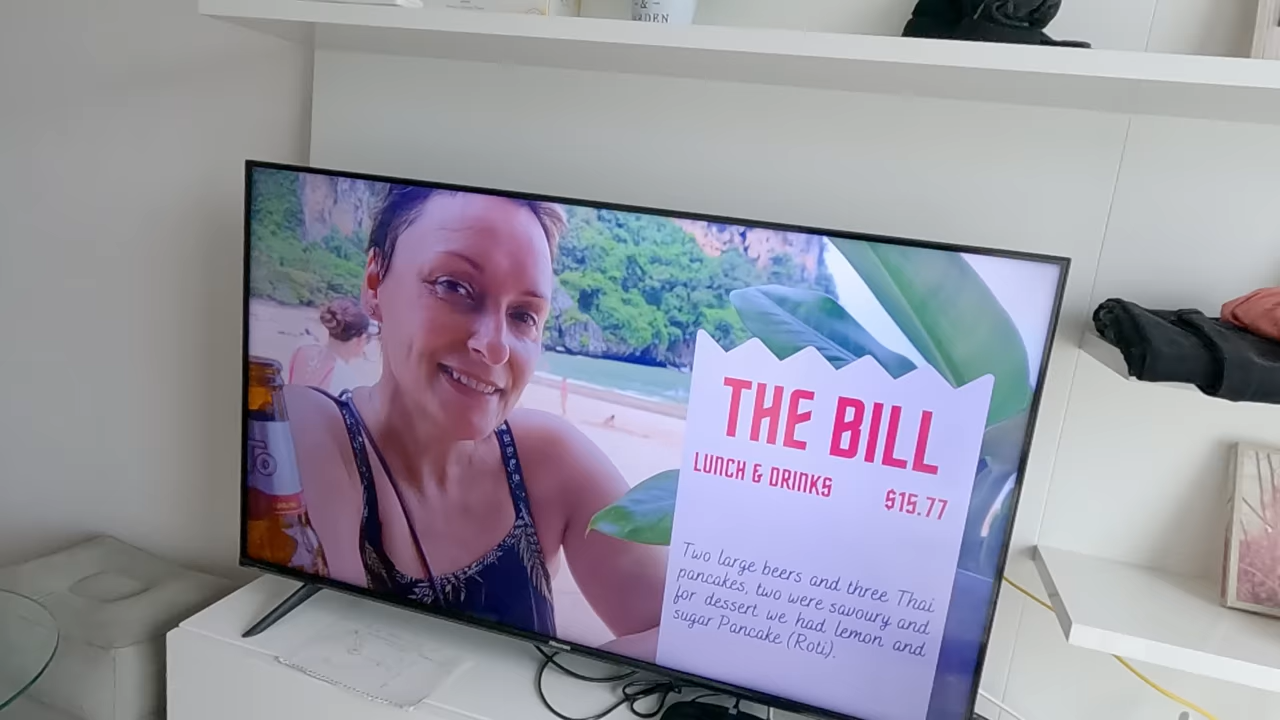 &
THE BILL
LUNCH & DRINKS
$15.77
Two large beers and three Thai
pancakes, two were savoury and
for dessert we had lemon and
sugar Pancake (Roti).